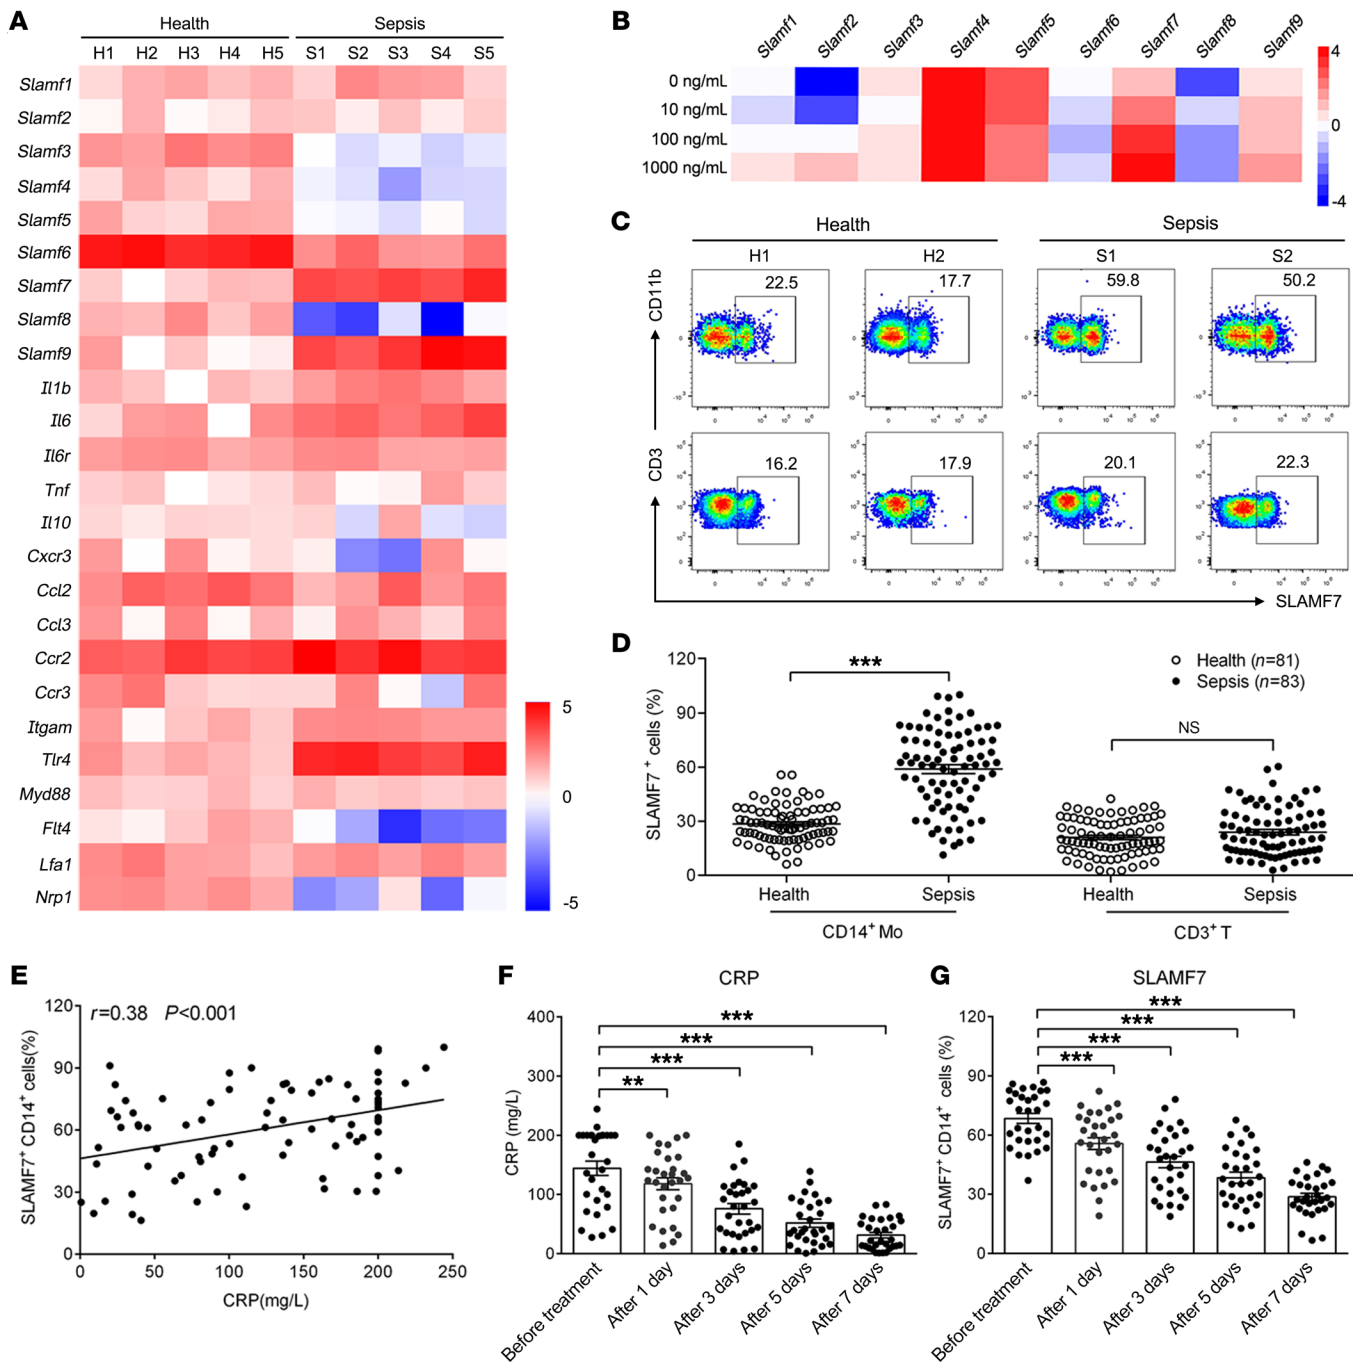 A
Health Sepsis
H1 H2 H3 H4 H5 S1 S2 S3 S4 S5
Slamf1
Slamf2
Slamf3
Slamf4
Slamf5
Slamf6
Slamf7
Slamf8
Slamf9
Il1b
Il6
Il6r
Tnf
Il10
Cxcr3
Ccl2
Ccl3
Ccr2
Ccr3
Itgam
Tlr4
Myd88
Flt4
Lfa1
Nrp1
5
0
-5
B
Slamf1 Slamf2 Slamf3 Slamf4 Slamf5 Slamf6 Slamf7 Slamf8 Slamf9
0 ng/mL
10 ng/mL
100 ng/mL
1000 ng/mL
4
0
-4
C
Health Sepsis
H1 H2 S1 S2
CD11b
22.5 17.7 59.8 50.2
CD3
16.2 17.9 20.1 22.3
SLAMF7
D
SLAMF7 + cells (%)
120
90
60
30
0
*** NS
Health (n=81)
Sepsis (n=83)
Health Sepsis Health Sepsis
CD14+ Mo CD3+ T
E
r=0.38 P<0.001
SLAMF7+ CD14+ cells(%)
120
90
60
30
0
0 50 100 150 200 250
CRP(mg/L)
F
CRP
CRP (mg/L)
400
300
200
100
0
***
***
***
**
Before treatment After 1 day After 3 days After 5 days After 7 days
G
SLAMF7
SLAMF7+ CD14+ cells (%)
120
60
30
0
***
***
***
***
Before treatment After 1 day After 3 days After 5 days After 7 days